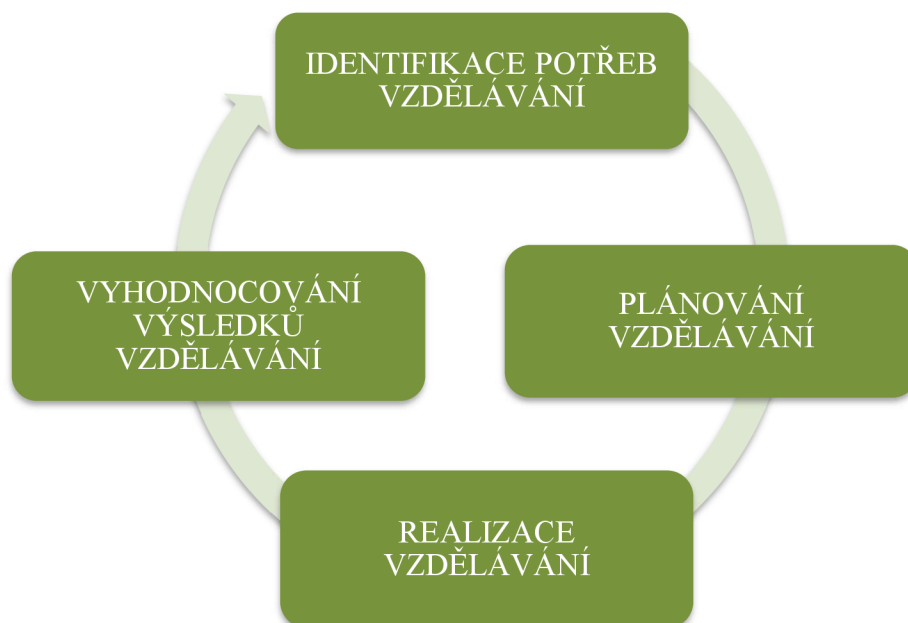 IDENTIFIKACE POTŘEB
VZDĚLÁVÁNÍ
PLÁNOVÁNÍ
VZDĚLÁVÁNÍ
REALIZACE
VZDĚLÁVÁNÍ
VYHODNOCOVÁNÍ
VÝSLEDKŮ
VZDĚLÁVÁNÍ